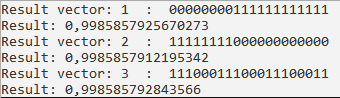 Result vector: 1  :  00000000111111111111
Result: 0,9985857925670273
Result vector: 2  :  11111111000000000000
Result: 0,9985857912195342
Result vector: 3  :  11100011100011100011
Result: 0,998585792843566